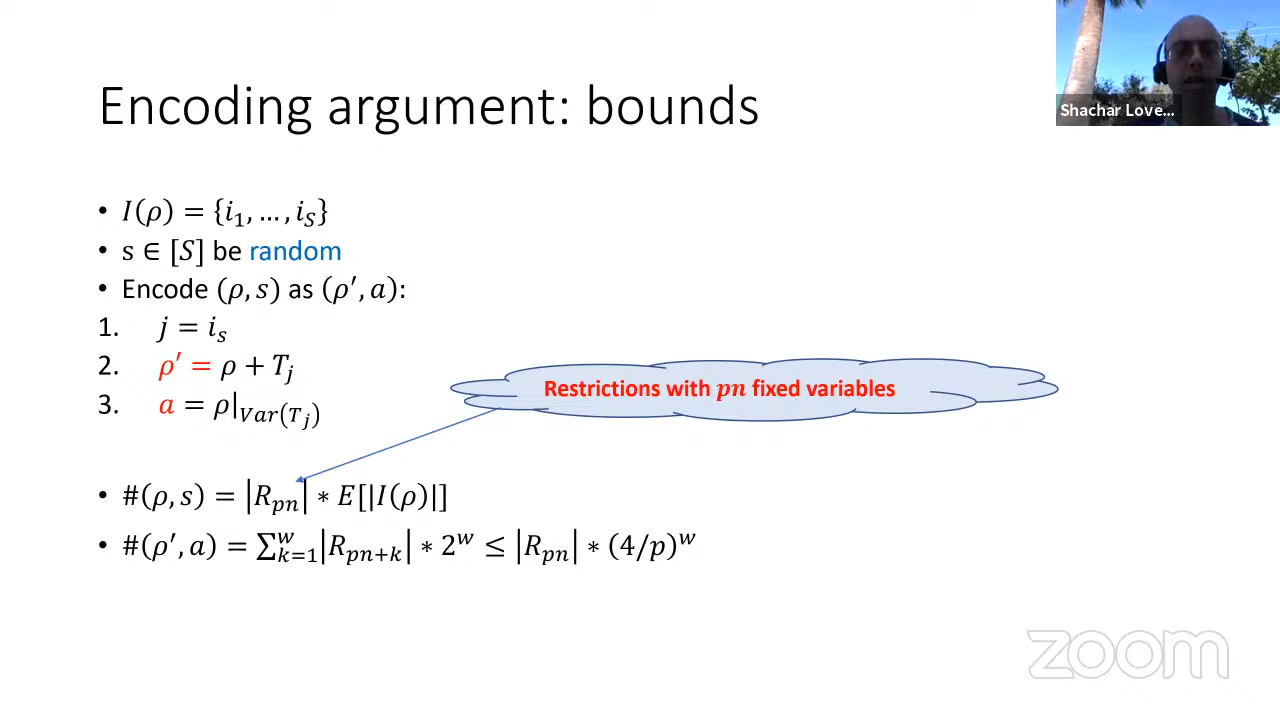 Encoding argument: bounds
Shachar Love...
• I(ρ) = {i₁, … , i_S}
• s ∈ [S] be random
• Encode (ρ, s) as (ρ′, a):
1. j = i_s
2. ρ′ = ρ + T_j
3. a = ρ|_{Var(T_j)}
Restrictions with pn fixed variables
• #(ρ, s) = |R_{pn}| ∗ E[|I(ρ)|]
• #(ρ′, a) = ∑_{k=1}^{w} |R_{pn+k}| ∗ 2^w ≤ |R_{pn}| ∗ (4/p)^w
zoom